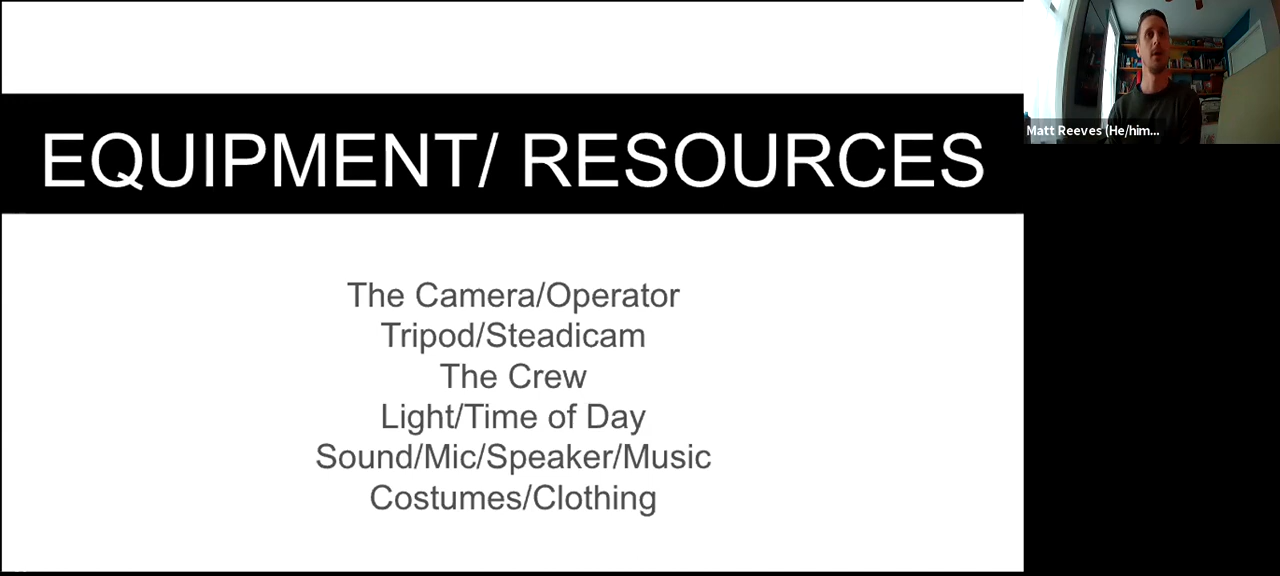 EQUIPMENT/ RESOURCES
The Camera/Operator
Tripod/Steadicam
The Crew
Light/Time of Day
Sound/Mic/Speaker/Music
Costumes/Clothing
Matt Reeves (He/him...